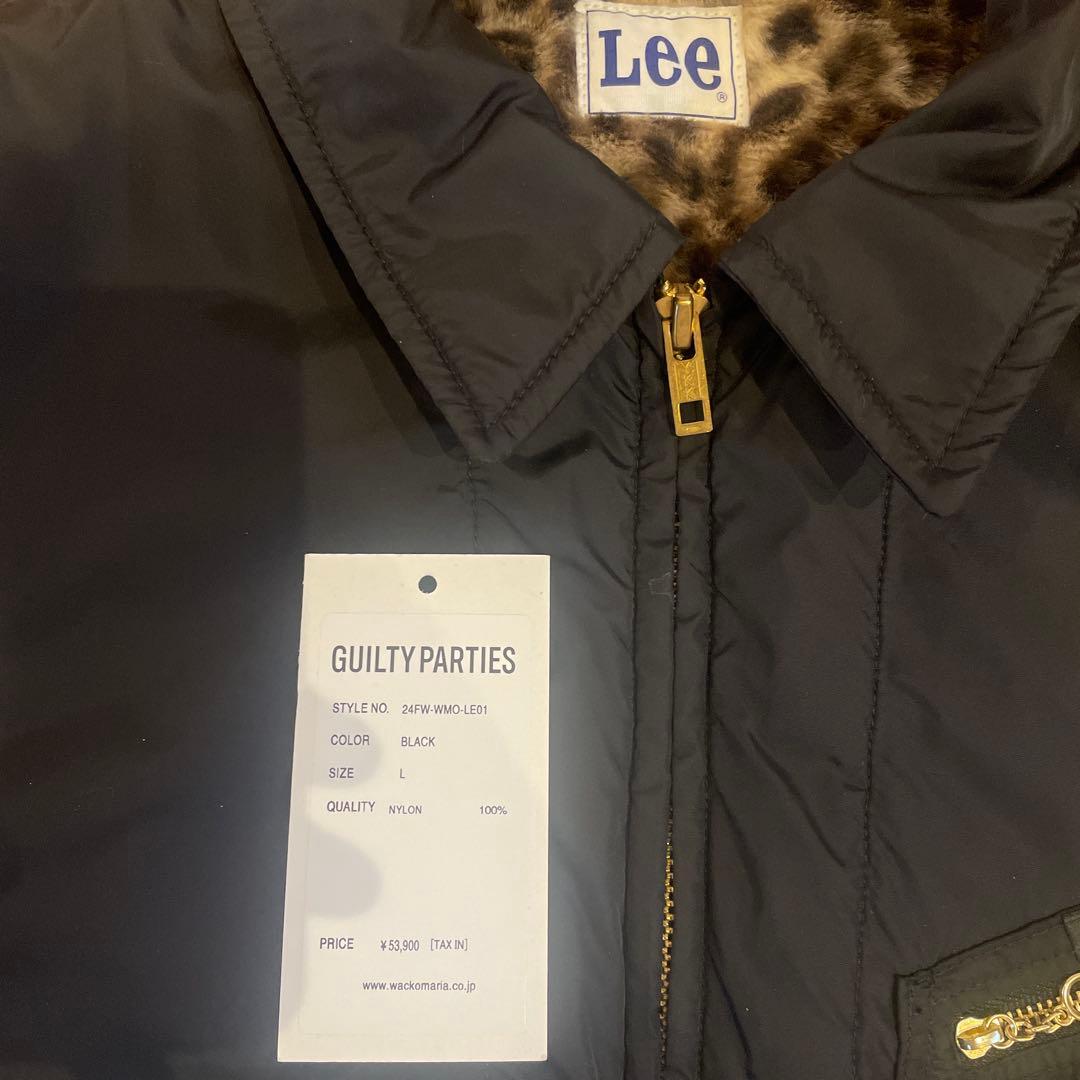 Lee
®
GUILTY PARTIES
STYLE NO. 24FW-WMO-LE01
COLOR BLACK
SIZE L
QUALITY NYLON 100%
PRICE ¥53,900 [TAX IN]
www.wackomaria.co.jp